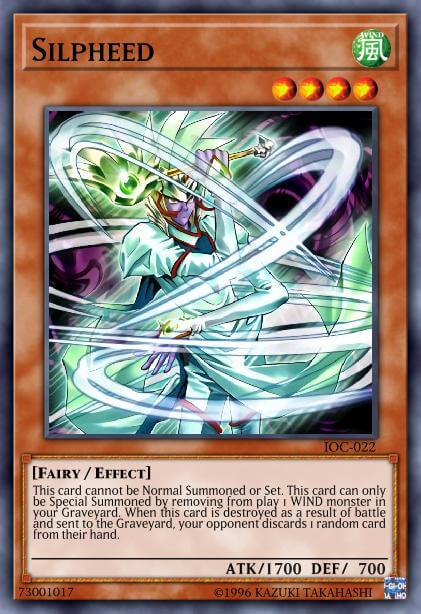 SILPHEED
WIND
風
IOC-022
[FAIRY / EFFECT]
This card cannot be Normal Summoned or Set. This card can only
be Special Summoned by removing from play 1 WIND monster in
your Graveyard. When this card is destroyed as a result of battle
and sent to the Graveyard, your opponent discards 1 random card
from their hand.
ATK/1700 DEF/ 700
73001017
©1996 KAZUKI TAKAHASHI